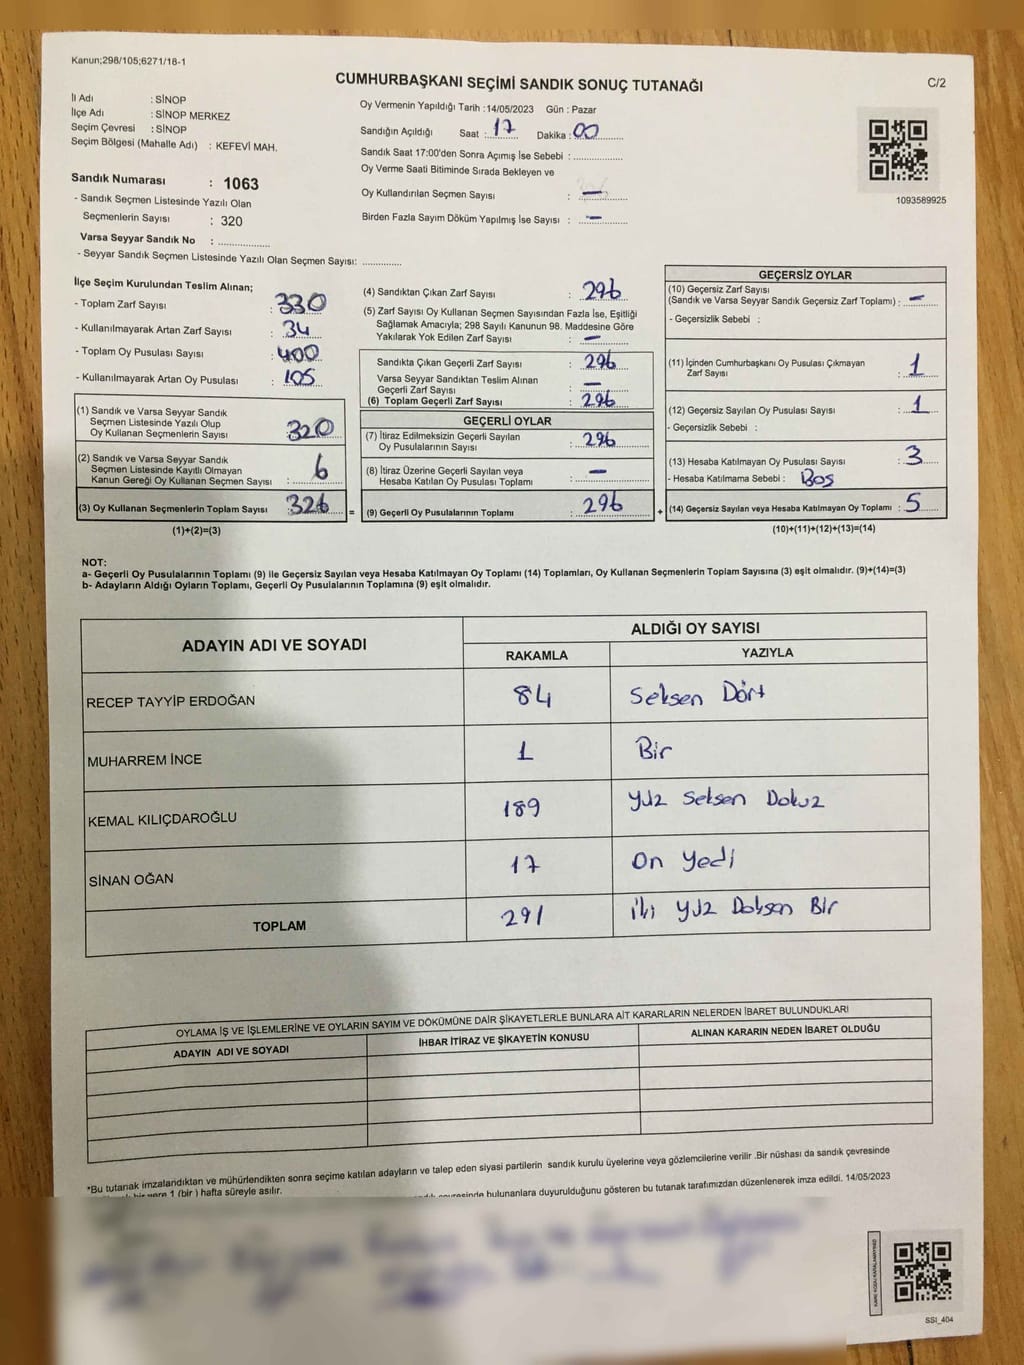 Kanun;298/105;6271/18-1
CUMHURBAŞKANI SEÇİMİ SANDIK SONUÇ TUTANAĞI
C/2
İl Adı : SİNOP
İlçe Adı : SİNOP MERKEZ
Seçim Çevresi : SİNOP
Seçim Bölgesi (Mahalle Adı) : KEFEVİ MAH.
Sandık Numarası : 1063
- Sandık Seçmen Listesinde Yazılı Olan
Seçmenlerin Sayısı : 320
Varsa Seyyar Sandık No : ..................
- Seyyar Sandık Seçmen Listesinde Yazılı Olan Seçmen Sayısı: .............
Oy Vermenin Yapıldığı Tarih :14/05/2023 Gün : Pazar
Sandığın Açıldığı Saat : 17 Dakika : 00
Sandık Saat 17:00'den Sonra Açımış İse Sebebi : ................
Oy Verme Saati Bitiminde Sırada Bekleyen ve
Oy Kullandırılan Seçmen Sayısı : —
Birden Fazla Sayım Döküm Yapılmış İse Sayısı : —
1093589925
İlçe Seçim Kurulundan Teslim Alınan;
- Toplam Zarf Sayısı : 330
- Kullanılmayarak Artan Zarf Sayısı : 34
- Toplam Oy Pusulası Sayısı : 400
- Kullanılmayarak Artan Oy Pusulası : 105
(1) Sandık ve Varsa Seyyar Sandık
Seçmen Listesinde Yazılı Olup
Oy Kullanan Seçmenlerin Sayısı 320
(2) Sandık ve Varsa Seyyar Sandık
Seçmen Listesinde Kayıtlı Olmayan
Kanun Gereği Oy Kullanan Seçmen Sayısı : 6
(3) Oy Kullanan Seçmenlerin Toplam Sayısı : 326
(1)+(2)=(3)
=
(4) Sandıktan Çıkan Zarf Sayısı : 296
(5) Zarf Sayısı Oy Kullanan Seçmen Sayısından Fazla İse, Eşitliği
Sağlamak Amacıyla; 298 Sayılı Kanunun 98. Maddesine Göre
Yakılarak Yok Edilen Zarf Sayısı : —
Sandıkta Çıkan Geçerli Zarf Sayısı : 296
Varsa Seyyar Sandıktan Teslim Alınan
Geçerli Zarf Sayısı : —
(6) Toplam Geçerli Zarf Sayısı : 296
GEÇERLİ OYLAR
(7) İtiraz Edilmeksizin Geçerli Sayılan
Oy Pusulasının Sayısı : 296
(8) İtiraz Üzerine Geçerli Sayılan veya
Hesaba Katılan Oy Pusulası Toplamı : —
(9) Geçerli Oy Pusulalarının Toplamı : 296
+
GEÇERSİZ OYLAR
(10) Geçersiz Zarf Sayısı
(Sandık ve Varsa Seyyar Sandık Geçersiz Zarf Toplamı) : —
- Geçersizlik Sebebi :
(11) İçinden Cumhurbaşkanı Oy Pusulası Çıkmayan
Zarf Sayısı : 1
(12) Geçersiz Sayılan Oy Pusulası Sayısı : 1
- Geçersizlik Sebebi :
(13) Hesaba Katılmayan Oy Pusulası Sayısı : 3
- Hesaba Katılmama Sebebi : Boş
(14) Geçersiz Sayılan veya Hesaba Katılmayan Oy Toplamı : 5
(10)+(11)+(12)+(13)=(14)
NOT:
a- Geçerli Oy Pusulalarının Toplamı (9) ile Geçersiz Sayılan veya Hesaba Katılmayan Oy Toplamı (14) Toplamları, Oy Kullanan Seçmenlerin Toplam Sayısına (3) eşit olmalıdır. (9)+(14)=(3)
b- Adayların Aldığı Oyların Toplamı, Geçerli Oy Pusulalarının Toplamına (9) eşit olmalıdır.
ADAYIN ADI VE SOYADI ALDIĞI OY SAYISI
RAKAMLA YAZIYLA
RECEP TAYYİP ERDOĞAN 84 Seksen Dört
MUHARREM İNCE 1 Bir
KEMAL KILIÇDAROĞLU 189 Yüz Seksen Dokuz
SİNAN OĞAN 17 On Yedi
TOPLAM 291 iki Yüz Doksan Bir
OYLAMA İŞ VE İŞLEMLERİNE VE OYLARIN SAYIM VE DÖKÜMÜNE DAİR ŞİKAYETLERLE BUNLARA AİT KARARLARIN NELERDEN İBARET BULUNDUKLARI
ADAYIN ADI VE SOYADI İHBAR İTİRAZ VE ŞİKAYETİN KONUSU ALINAN KARARIN NEDEN İBARET OLDUĞU
*Bu tutanak imzalandıktan ve mühürlendikten sonra seçime katılan adayların ve talep eden siyasi partilerin sandık kurulu üyelerine veya gözlemcilerine verilir .Bir nüshası da sandık çevresinde
1 (bir ) hafta süreyle asılır.
bulunanlara duyurulduğunu gösteren bu tutanak tarafımızdan düzenlenerek imza edildi. 14/05/2023
SSI_404